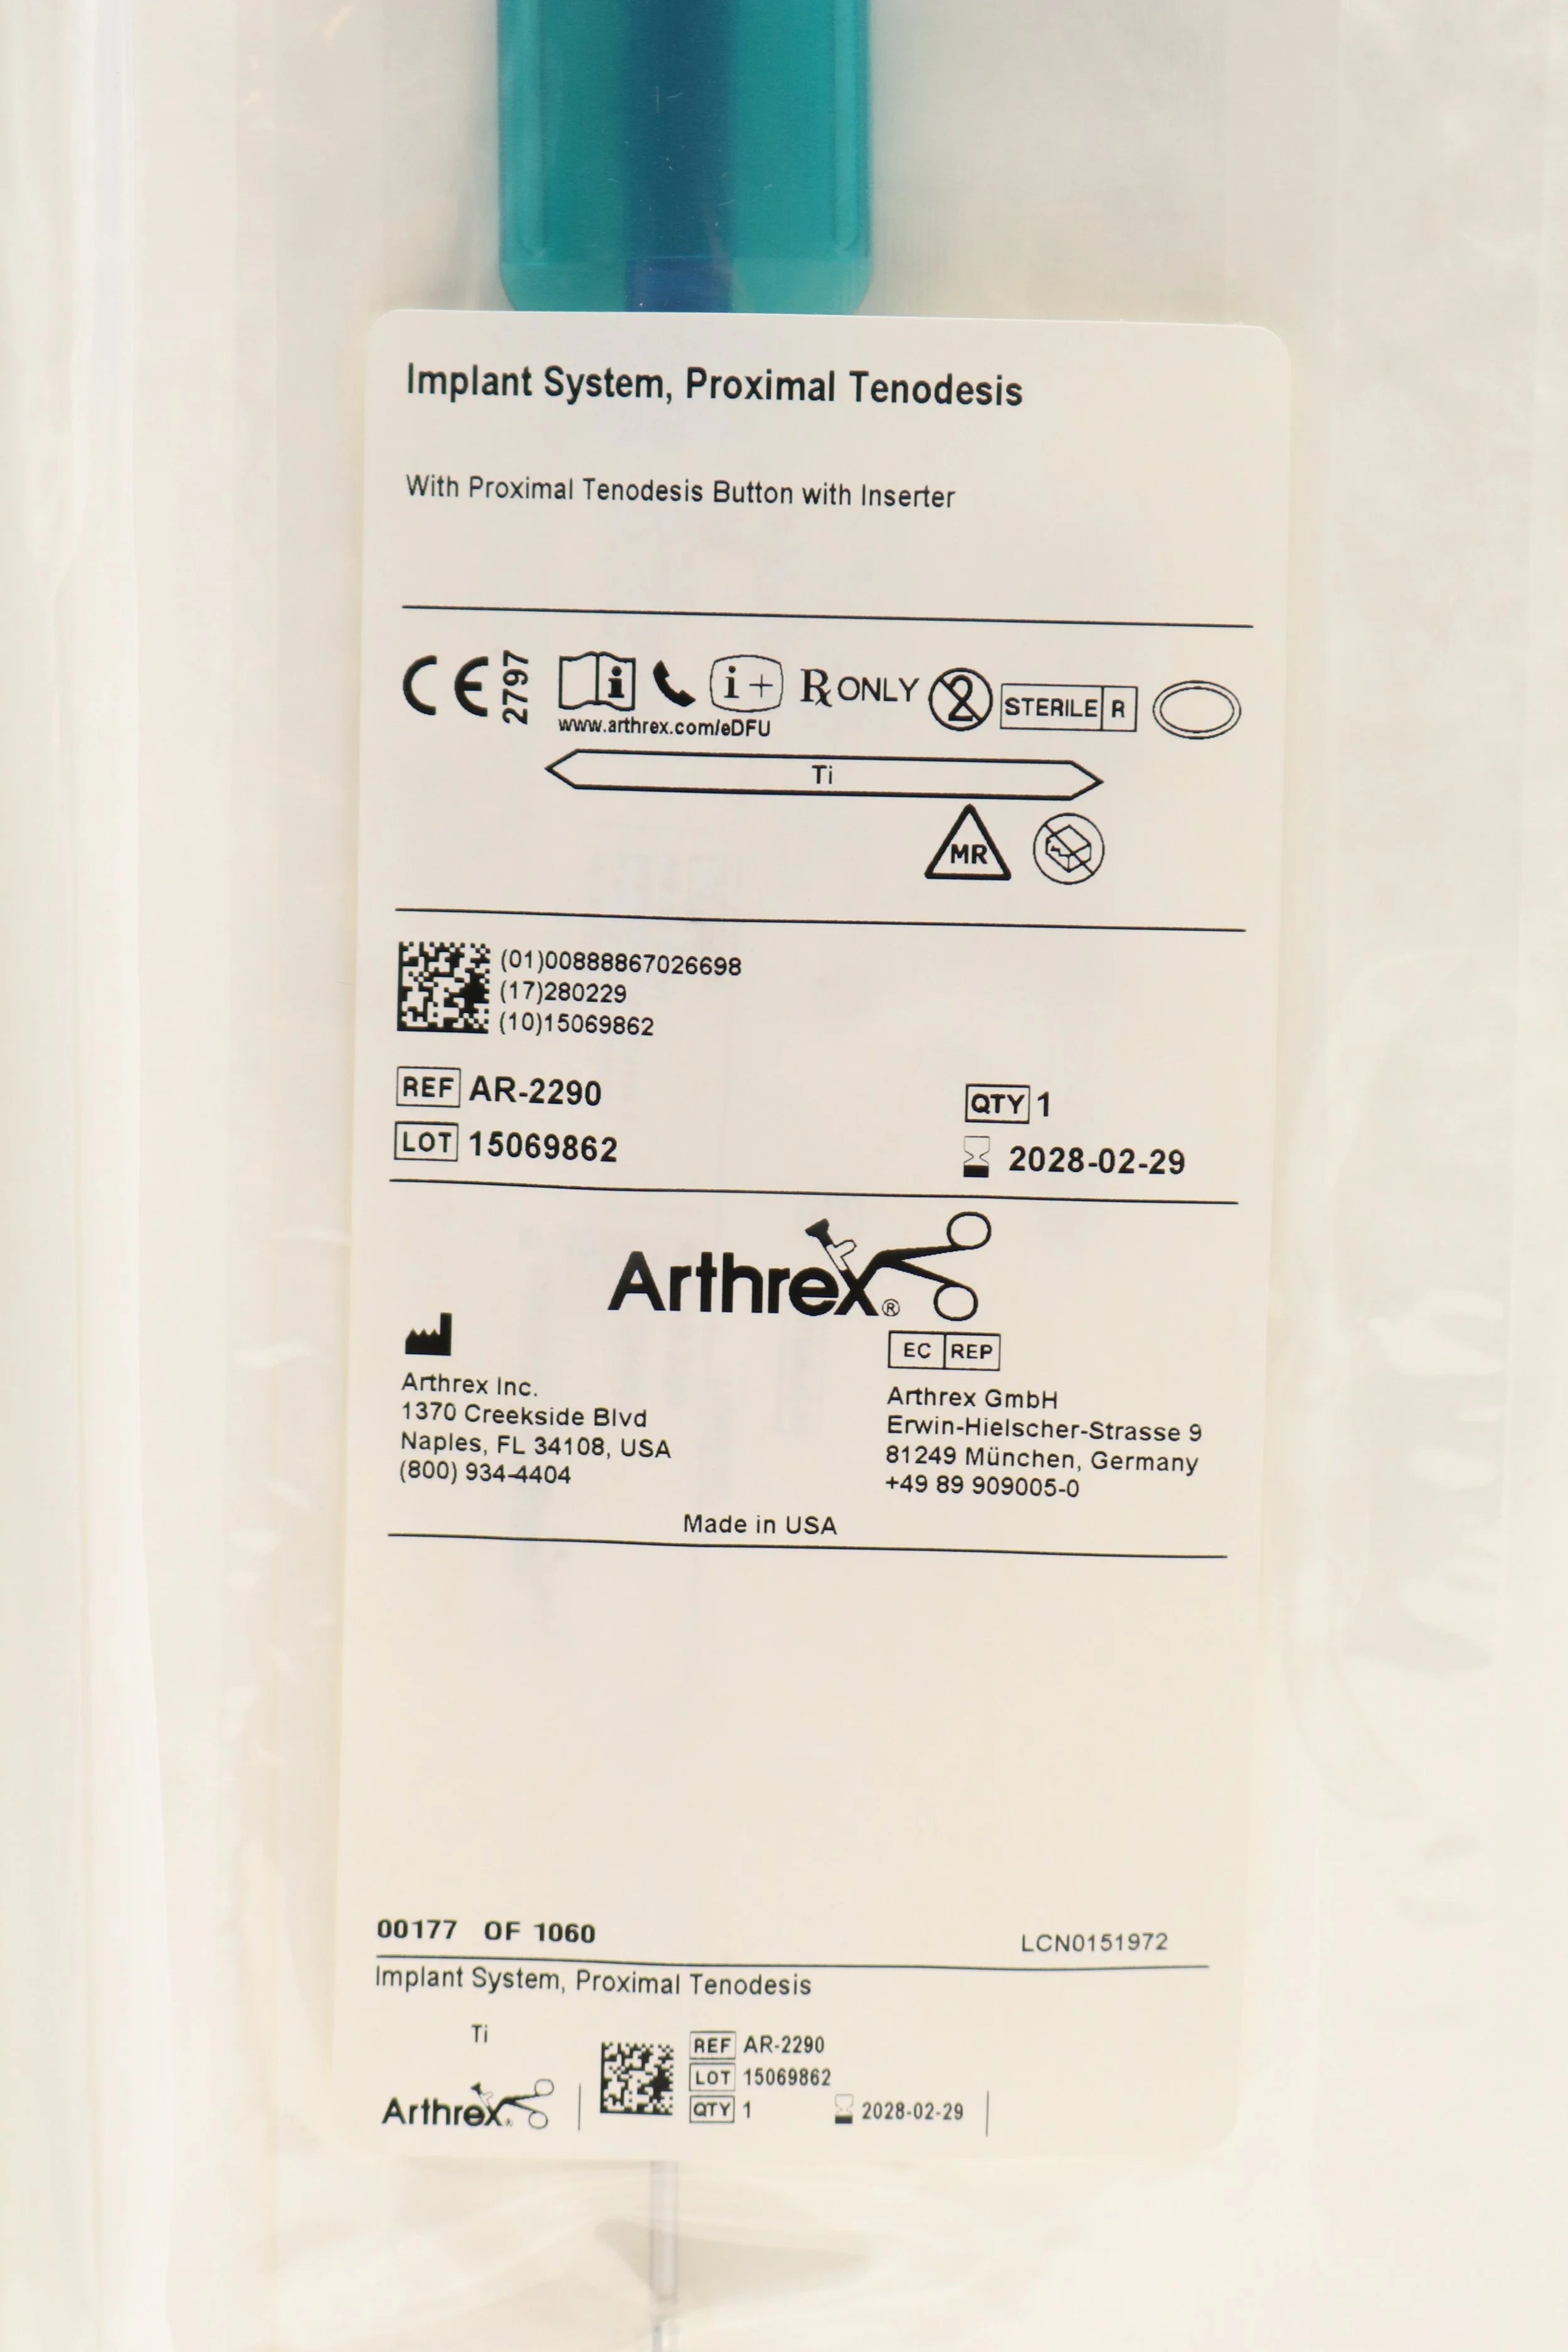 Implant System, Proximal Tenodesis
With Proximal Tenodesis Button with Inserter
CE 2797 i i+ Rx ONLY 2 STERILE R
www.arthrex.com/eDFU
Ti
MR
(01)00888867026698
(17)280229
(10)15069862
REF AR-2290
QTY 1
LOT 15069862
2028-02-29
Arthrex®
EC REP
Arthrex Inc.
1370 Creekside Blvd
Naples, FL 34108, USA
(800) 934-4404
Arthrex GmbH
Erwin-Hielscher-Strasse 9
81249 München, Germany
+49 89 909005-0
Made in USA
00177 OF 1060
LCN0151972
Implant System, Proximal Tenodesis
Ti
Arthrex®
REF AR-2290
LOT 15069862
QTY 1 2028-02-29